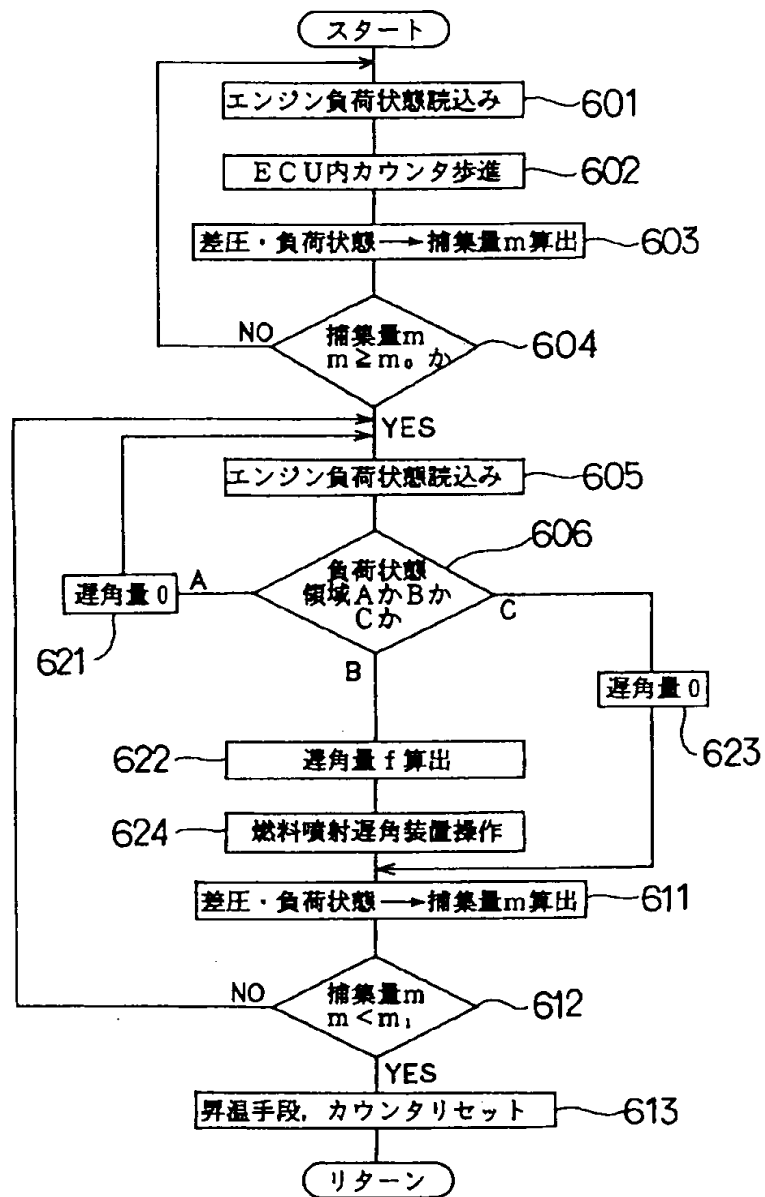 スタート
エンジン負荷状態読込み
601
ECU内カウンタ歩進
602
差圧・負荷状態→捕集量m算出
603
NO
捕集量m
m≧m₀か
604
YES
エンジン負荷状態読込み
605
606
負荷状態
領域AかBか
Cか
A
C
遅角量0
621
B
遅角量0
623
622
遅角量f算出
624
燃料噴射遅角装置操作
差圧・負荷状態→捕集量m算出
611
NO
捕集量m
m<m₁
612
YES
昇温手段,カウンタリセット
613
リターン